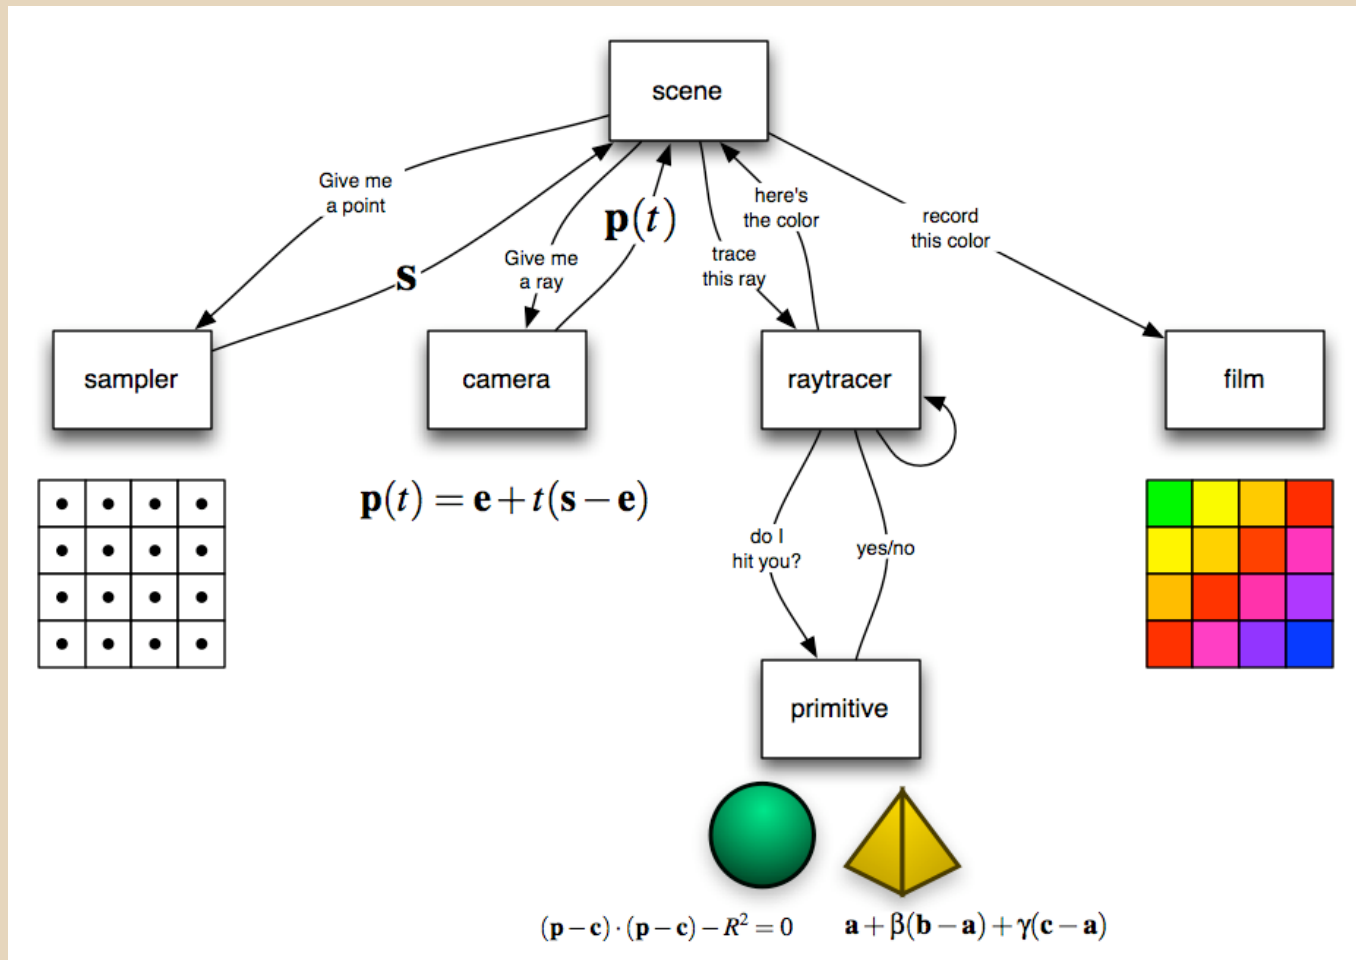 scene
Give me
a point
s
Give me
a ray
p(t)
here's
the color
trace
this ray
record
this color
sampler
camera
raytracer
film
p(t) = e + t(s − e)
do I
hit you?
yes/no
primitive
(p − c) · (p − c) − R² = 0
a + β(b − a) + γ(c − a)